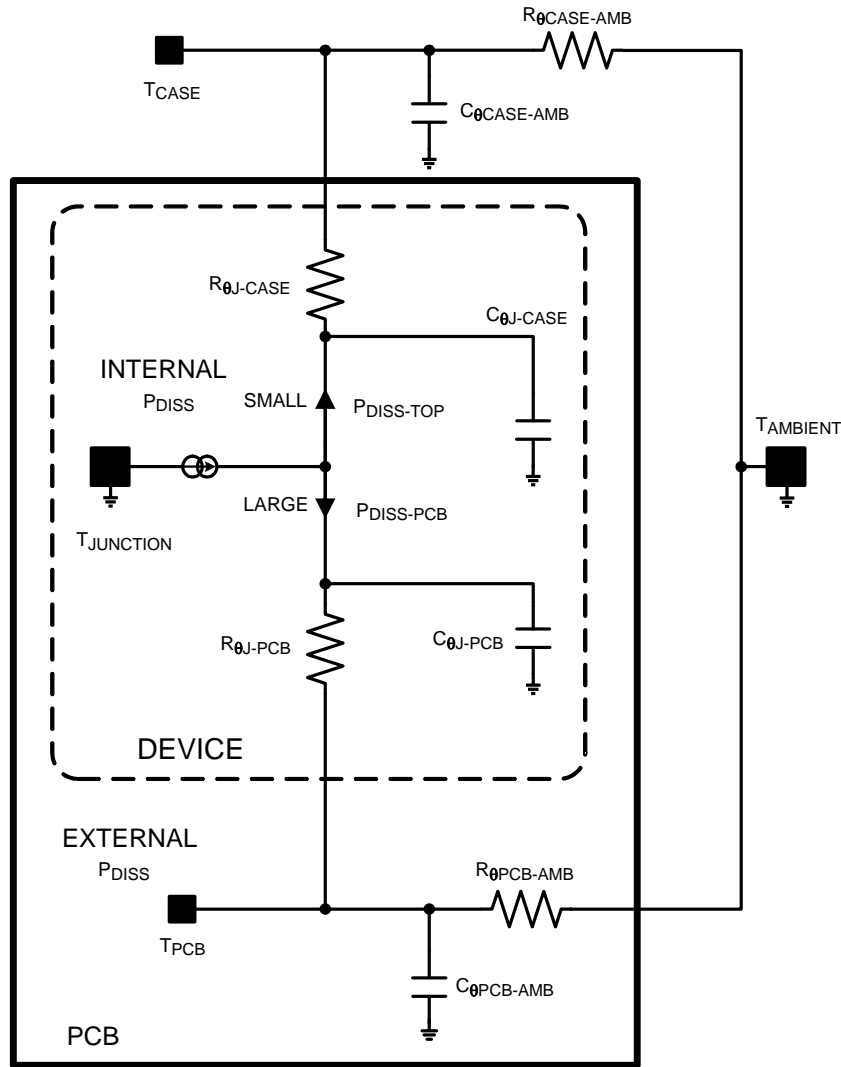 RθCASE-AMB
TCASE
CθCASE-AMB
RθJ-CASE
CθJ-CASE
INTERNAL
PDISS
SMALL
PDISS-TOP
TAMBIENT
LARGE
PDISS-PCB
TJUNCTION
RθJ-PCB
CθJ-PCB
DEVICE
EXTERNAL
PDISS
RθPCB-AMB
TPCB
CθPCB-AMB
PCB